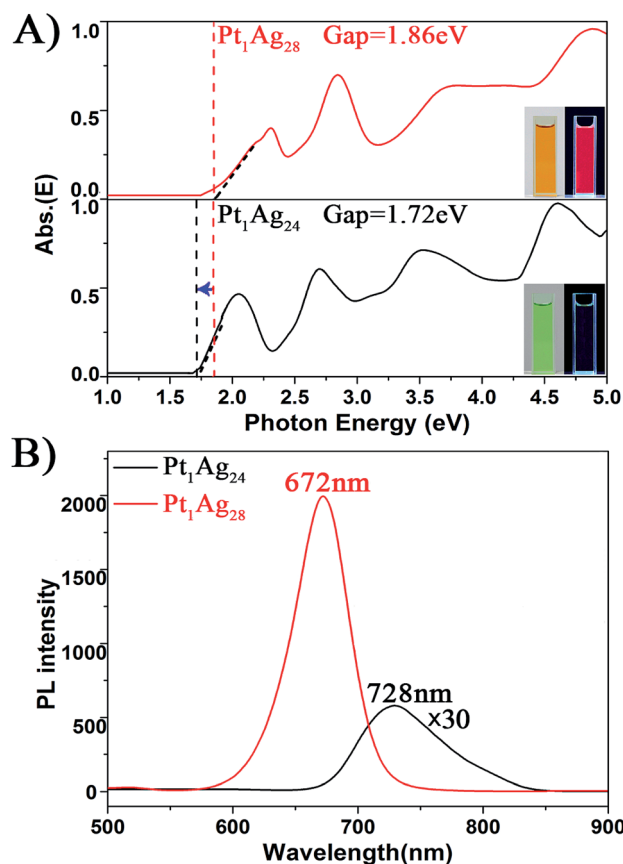 A)
Pt₁Ag₂₈ Gap=1.86eV
1.0
0.5
0.0
Pt₁Ag₂₄ Gap=1.72eV
1.0
0.5
0.0
Abs.(E)
1.0 1.5 2.0 2.5 3.0 3.5 4.0 4.5 5.0
Photon Energy (eV)
B)
Pt₁Ag₂₄
Pt₁Ag₂₈
672nm
728nm
×30
2000
1500
1000
500
0
PL intensity
500 600 700 800 900
Wavelength(nm)